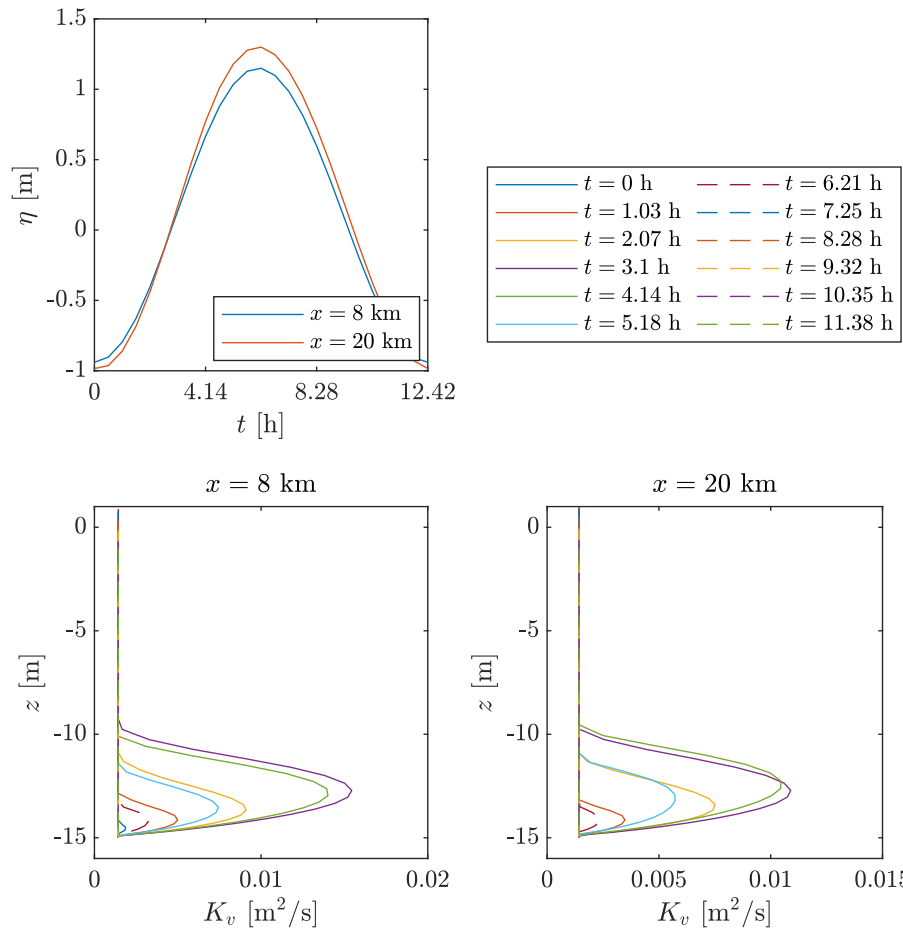 1.5
1
0.5
0
-0.5
-1
η [m]
0 4.14 8.28 12.42
t [h]
x = 8 km
x = 20 km
t = 0 h t = 6.21 h
t = 1.03 h t = 7.25 h
t = 2.07 h t = 8.28 h
t = 3.1 h t = 9.32 h
t = 4.14 h t = 10.35 h
t = 5.18 h t = 11.38 h
x = 8 km
0
-5
-10
-15
z [m]
0 0.01 0.02
K_v [m²/s]
x = 20 km
0
-5
-10
-15
z [m]
0 0.005 0.01 0.015
K_v [m²/s]